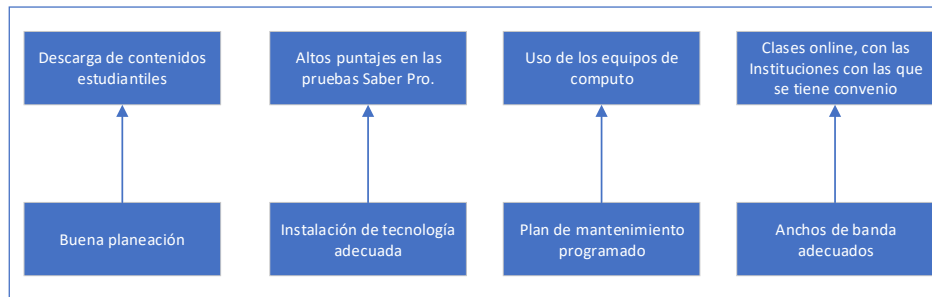 Descarga de contenidos
estudiantiles
Altos puntajes en las
pruebas Saber Pro.
Uso de los equipos de
computo
Clases online, con las
Instituciones con las que
se tiene convenio
Buena planeación
Instalación de tecnología
adecuada
Plan de mantenimiento
programado
Anchos de banda
adecuados